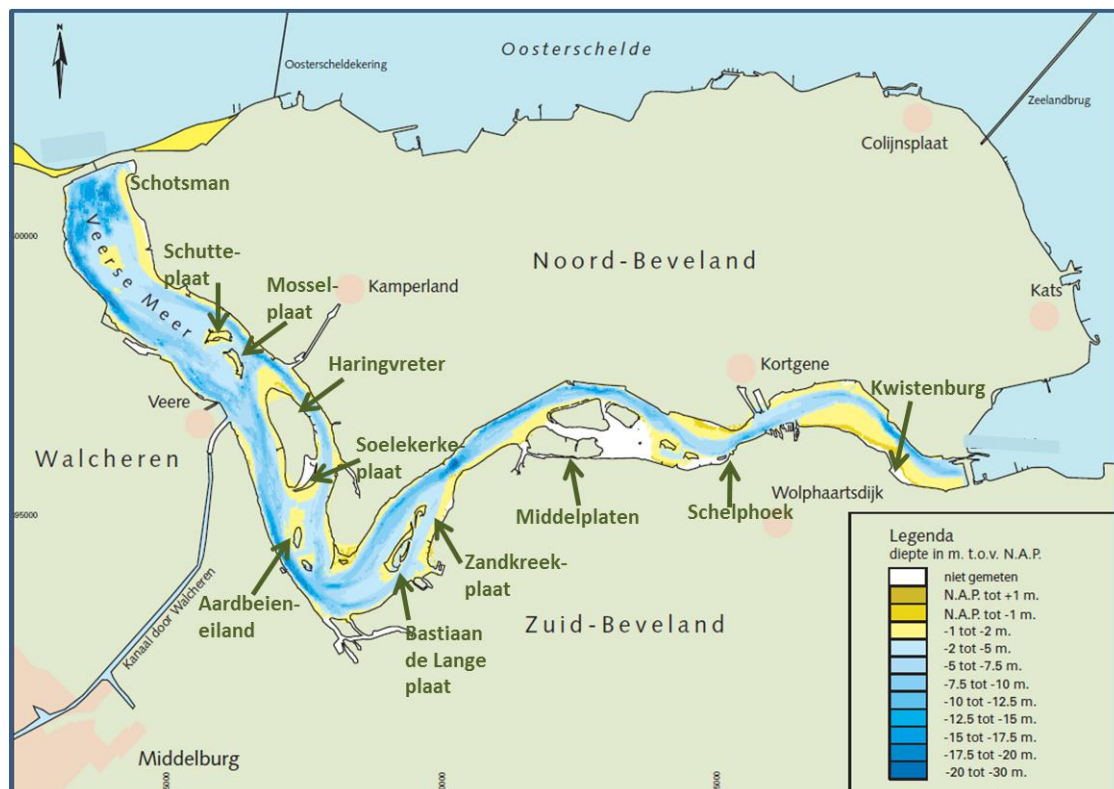 N
Oosterschelde
Oosterscheldekering
Zeelandbrug
Colijnsplaat
Schotsman
00000
Veerse Meer
Schutte-
plaat
Mossel-
plaat
Kamperland
Noord-Beveland
Kats
Haringvreter
Kortgene
Kwistenburg
Veere
Walcheren
Soelekerke-
plaat
95000
Middelplaten
Schelphoek
Wolphaartsdijk
Zandkreek-
plaat
Aardbeien-
eiland
Bastiaan
de Lange
plaat
Zuid-Beveland
Kanaal door Walcheren
Middelburg
Legenda
diepte in m. t.o.v. N.A.P.
niet gemeten
N.A.P. tot +1 m.
N.A.P. tot -1 m.
-1 tot -2 m.
-2 tot -5 m.
-5 tot -7.5 m.
-7.5 tot -10 m.
-10 tot -12.5 m.
-12.5 tot -15 m.
-15 tot -17.5 m.
-17.5 tot -20 m.
-20 tot -30 m.